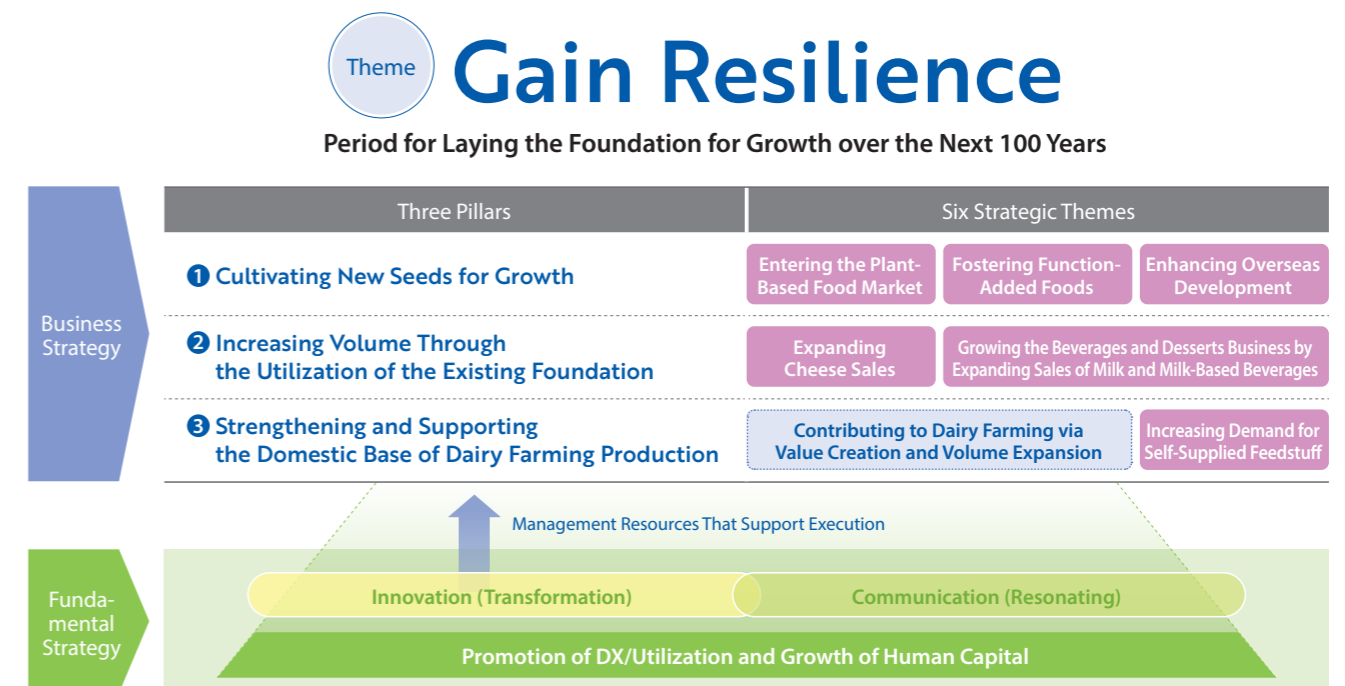 Theme
Gain Resilience
Period for Laying the Foundation for Growth over the Next 100 Years
Three Pillars
Six Strategic Themes
Business
Strategy
1 Cultivating New Seeds for Growth
Entering the Plant-
Based Food Market
Fostering Function-
Added Foods
Enhancing Overseas
Development
2 Increasing Volume Through
the Utilization of the Existing Foundation
Expanding
Cheese Sales
Growing the Beverages and Desserts Business by
Expanding Sales of Milk and Milk-Based Beverages
3 Strengthening and Supporting
the Domestic Base of Dairy Farming Production
Contributing to Dairy Farming via
Value Creation and Volume Expansion
Increasing Demand for
Self-Supplied Feedstuff
Management Resources That Support Execution
Funda-
mental
Strategy
Innovation (Transformation)
Communication (Resonating)
Promotion of DX/Utilization and Growth of Human Capital